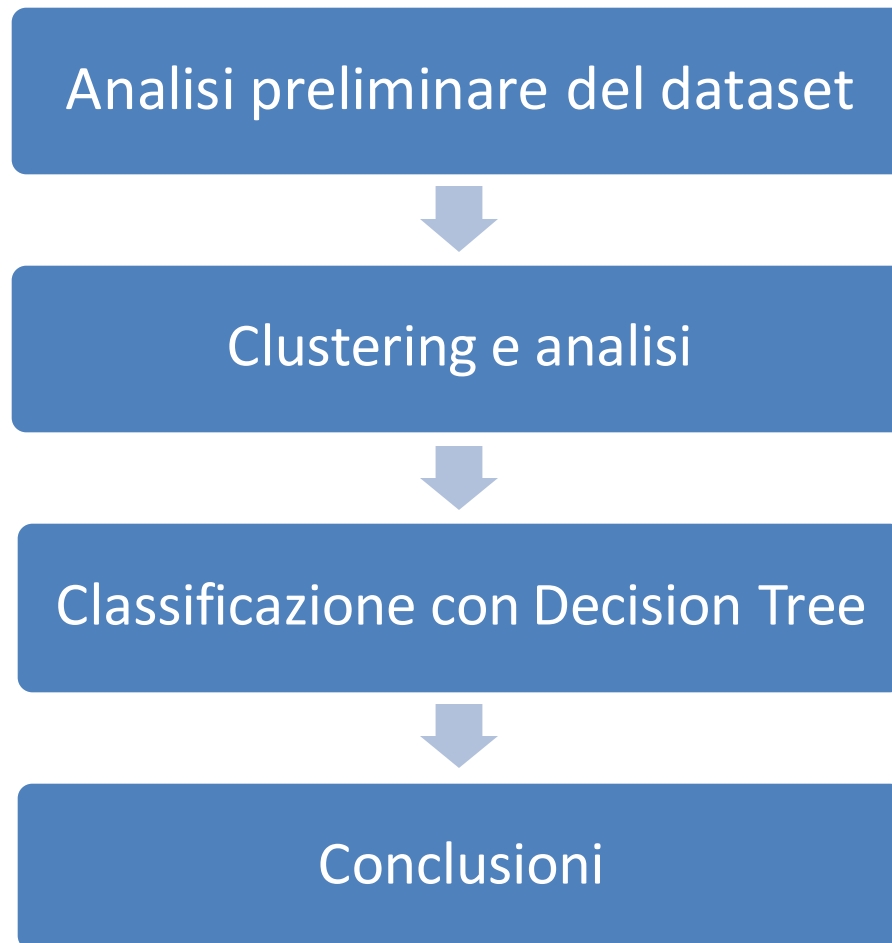 Analisi preliminare del dataset
Clustering e analisi
Classificazione con Decision Tree
Conclusioni